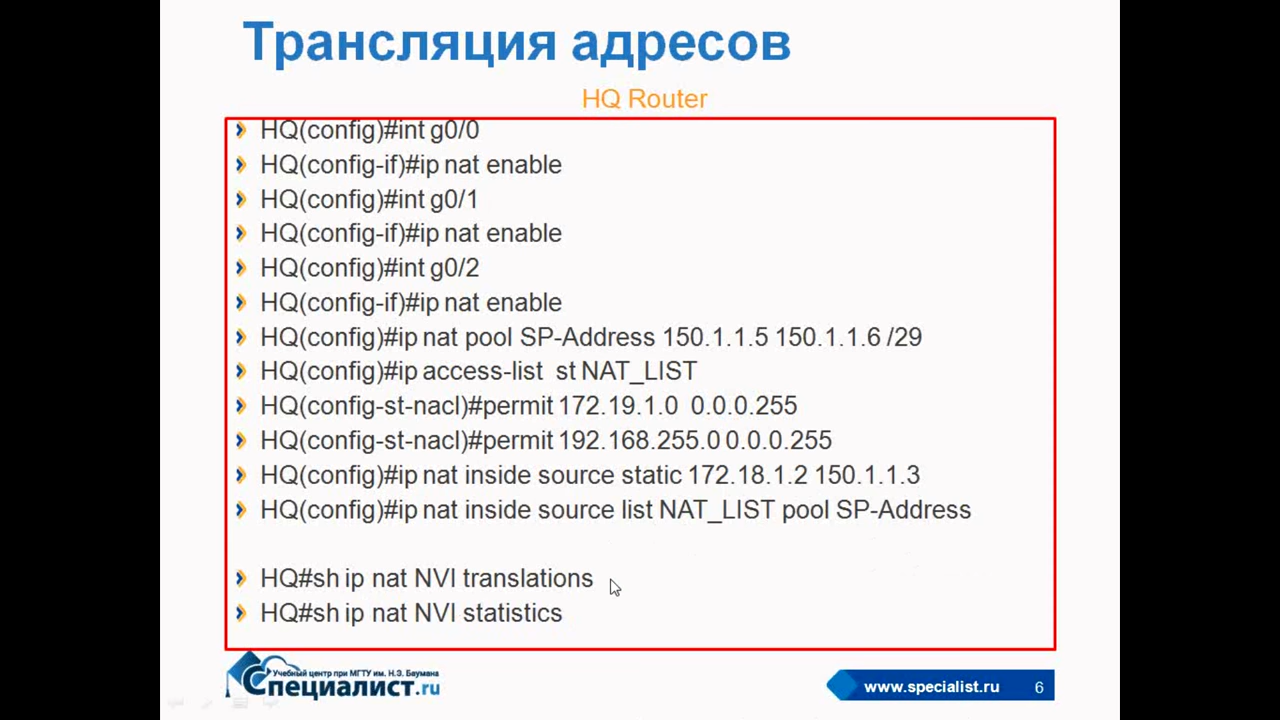 Трансляция адресов
HQ Router
HQ(config)#int g0/0
HQ(config-if)#ip nat enable
HQ(config)#int g0/1
HQ(config-if)#ip nat enable
HQ(config)#int g0/2
HQ(config-if)#ip nat enable
HQ(config)#ip nat pool SP-Address 150.1.1.5 150.1.1.6 /29
HQ(config)#ip access-list st NAT_LIST
HQ(config-st-nacl)#permit 172.19.1.0 0.0.0.255
HQ(config-st-nacl)#permit 192.168.255.0 0.0.0.255
HQ(config)#ip nat inside source static 172.18.1.2 150.1.1.3
HQ(config)#ip nat inside source list NAT_LIST pool SP-Address
HQ#sh ip nat NVI translations
HQ#sh ip nat NVI statistics
Учебный центр при МГТУ им. Н.Э. Баумана
Специалист.ru
www.specialist.ru 6